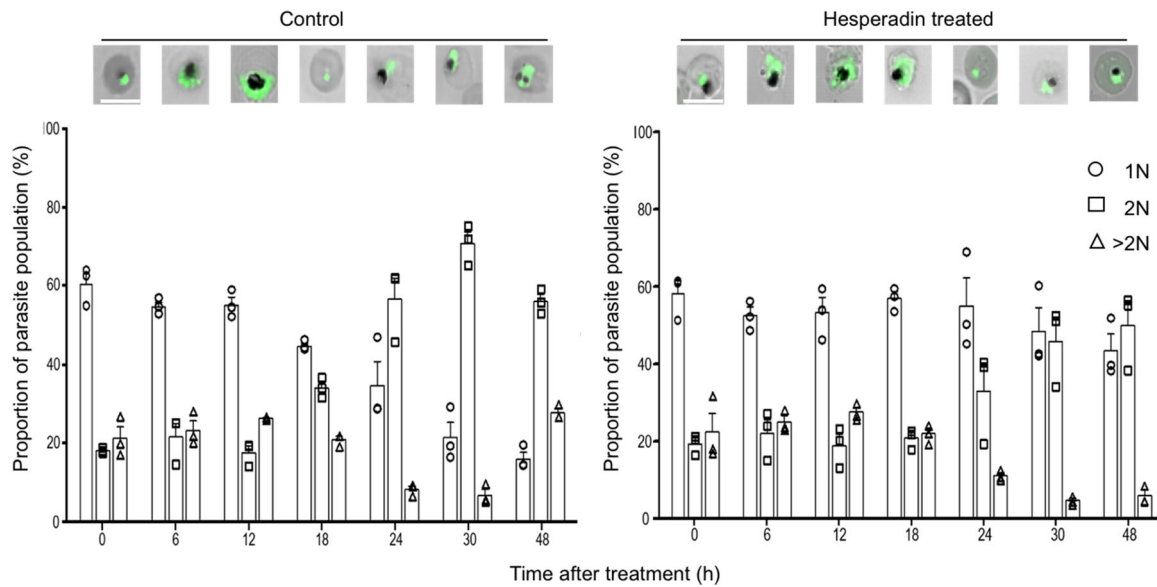 Control
Hesperadin treated
Proportion of parasite population (%)
100
80
60
40
20
0
0 6 12 18 24 30 48
Proportion of parasite population (%)
100
80
60
40
20
0
0 6 12 18 24 30 48
1N
2N
>2N
Time after treatment (h)